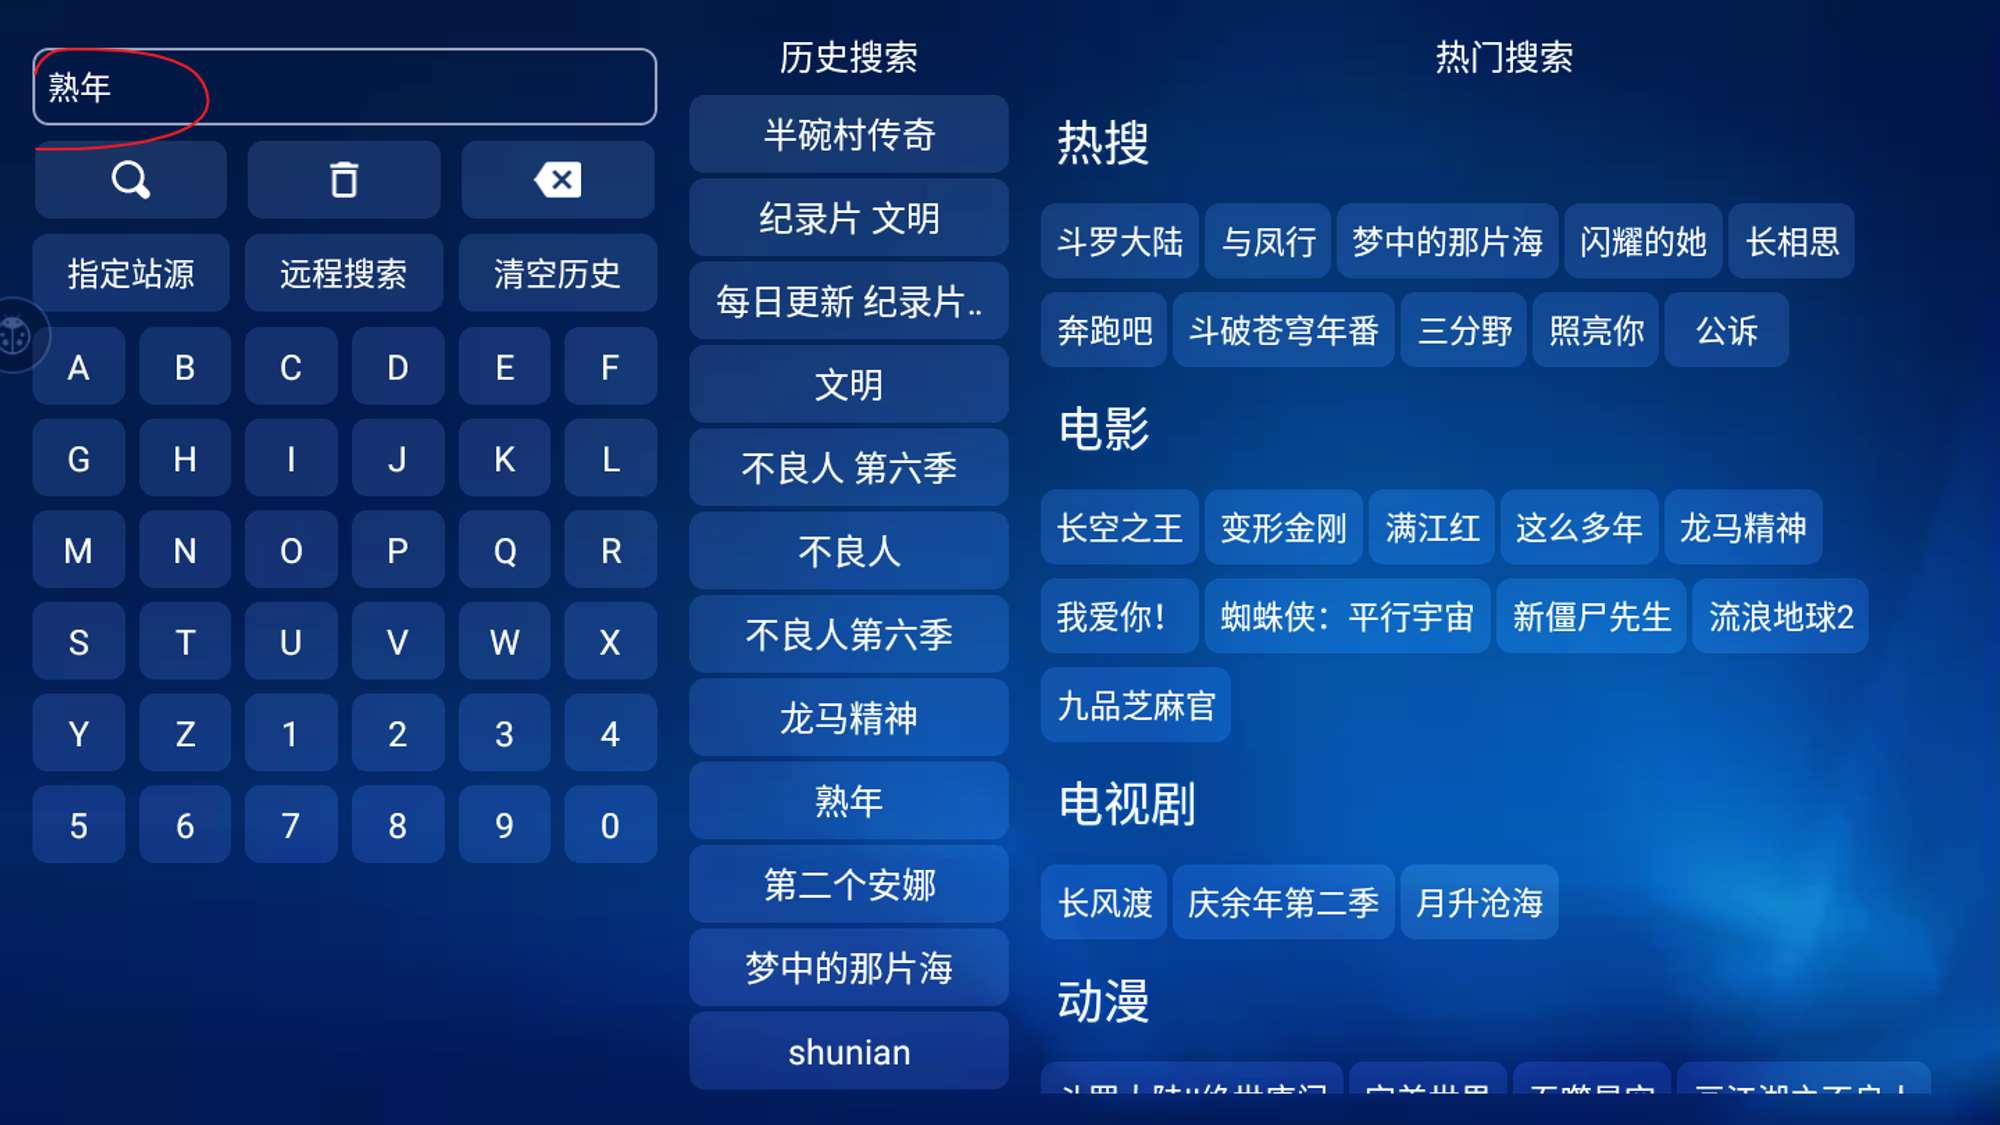 熟年
指定站源 远程搜索 清空历史
A B C D E F
G H I J K L
M N O P Q R
S T U V W X
Y Z 1 2 3 4
5 6 7 8 9 0
历史搜索
半碗村传奇
纪录片 文明
每日更新 纪录片..
文明
不良人 第六季
不良人
不良人第六季
龙马精神
熟年
第二个安娜
梦中的那片海
shunian
热门搜索
热搜
斗罗大陆 与凤行 梦中的那片海 闪耀的她 长相思
奔跑吧 斗破苍穹年番 三分野 照亮你 公诉
电影
长空之王 变形金刚 满江红 这么多年 龙马精神
我爱你！ 蜘蛛侠：平行宇宙 新僵尸先生 流浪地球2
九品芝麻官
电视剧
长风渡 庆余年第二季 月升沧海
动漫